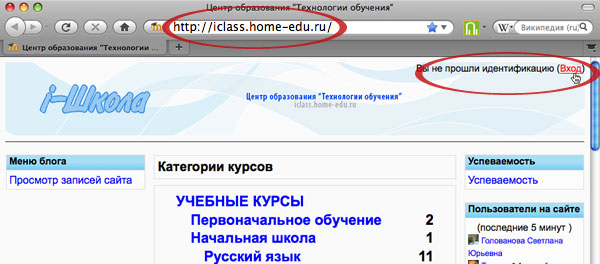 Центр образования "Технологии обучения"
http://iclass.home-edu.ru/
Википедия (ru)
Центр образования "Технологии ...
Вы не прошли идентификацию (Вход)
i-Школа
Центр образования "Технологии обучения"
iclass.home-edu.ru
Меню блога
Просмотр записей сайта
Категории курсов
УЧЕБНЫЕ КУРСЫ
Первоначальное обучение 2
Начальная школа 1
Русский язык 11
Успеваемость
Успеваемость
Пользователи на сайте
(последние 5 минут )
Голованова Светлана
Юрьевна